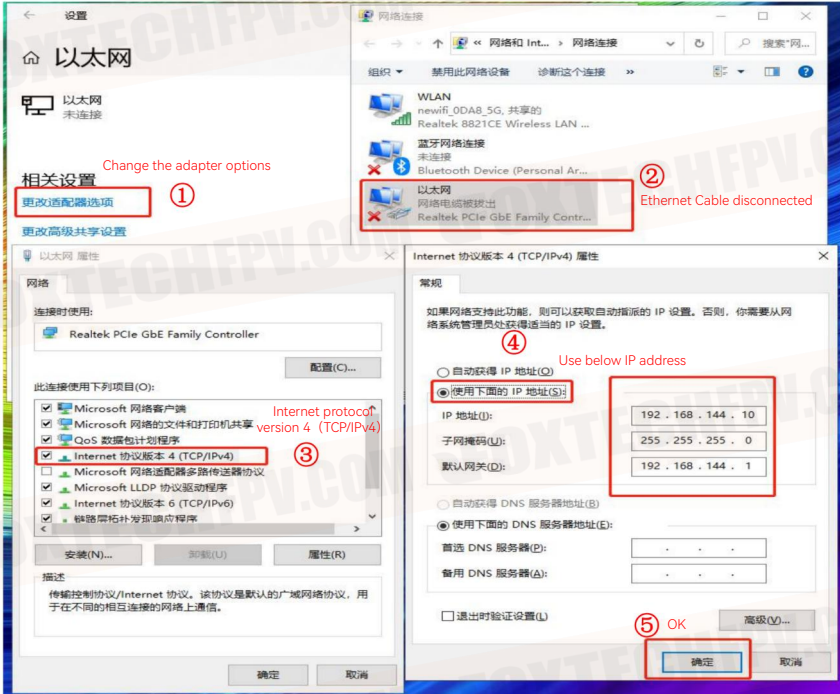 ← 设置
以太网
以太网
未连接
Change the adapter options
相关设置
①
更改适配器选项
更改高级共享设置
网络连接
« 网络和 Int... › 网络连接
搜索"网...
组织 禁用此网络设备 诊断这个连接 »
WLAN
newifi_0DA8_5G, 共享的
Realtek 8821CE Wireless LAN ...
蓝牙网络连接
未连接
Bluetooth Device (Personal Ar...
②
以太网
网络电缆被拔出
Realtek PCIe GbE Family Contr...
Ethernet Cable disconnected
以太网 属性
网络
连接时使用:
Realtek PCIe GbE Family Controller
配置(C)...
此连接使用下列项目(O):
Microsoft 网络客户端
Microsoft 网络的文件和打印机共享
QoS 数据包计划程序
Internet 协议版本 4 (TCP/IPv4)
Microsoft 网络适配器多路传送器协议
Microsoft LLDP 协议驱动程序
Internet 协议版本 6 (TCP/IPv6)
链路层拓扑发现响应程序
Internet protocol
version 4 (TCP/IPv4)
③
安装(N)... 卸载(U) 属性(R)
描述
传输控制协议/Internet 协议。该协议是默认的广域网络协议，用
于在不同的相互连接的网络上通信。
确定 取消
Internet 协议版本 4 (TCP/IPv4) 属性
常规
如果网络支持此功能，则可以获取自动指派的 IP 设置。否则，你需要从网
络系统管理员处获得适当的 IP 设置。
④
自动获得 IP 地址(O)
Use below IP address
使用下面的 IP 地址(S):
IP 地址(I): 192 . 168 . 144 . 10
子网掩码(U): 255 . 255 . 255 . 0
默认网关(D): 192 . 168 . 144 . 1
自动获得 DNS 服务器地址(B)
使用下面的 DNS 服务器地址(E):
首选 DNS 服务器(P): . . .
备用 DNS 服务器(A): . . .
退出时验证设置(L)
高级(V)...
⑤ OK
确定 取消